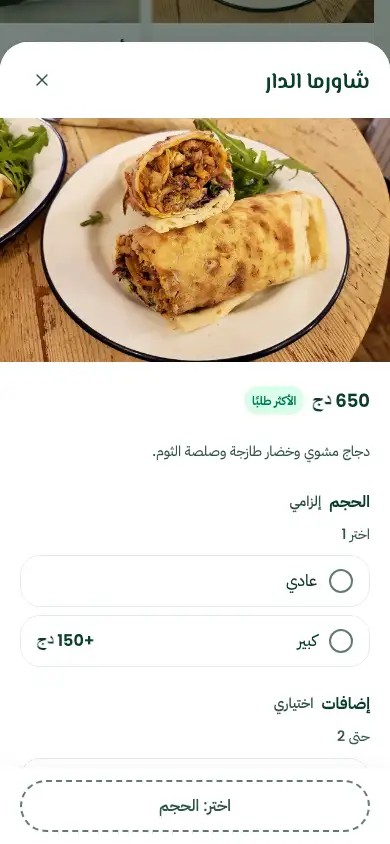 شاورما الدار
650 دج الأكثر طلبًا
دجاج مشوي وخضار طازجة وصلصة الثوم.
الحجم إلزامي
اختر 1
عادي
كبير +150 دج
إضافات اختياري
حتى 2
اختر: الحجم